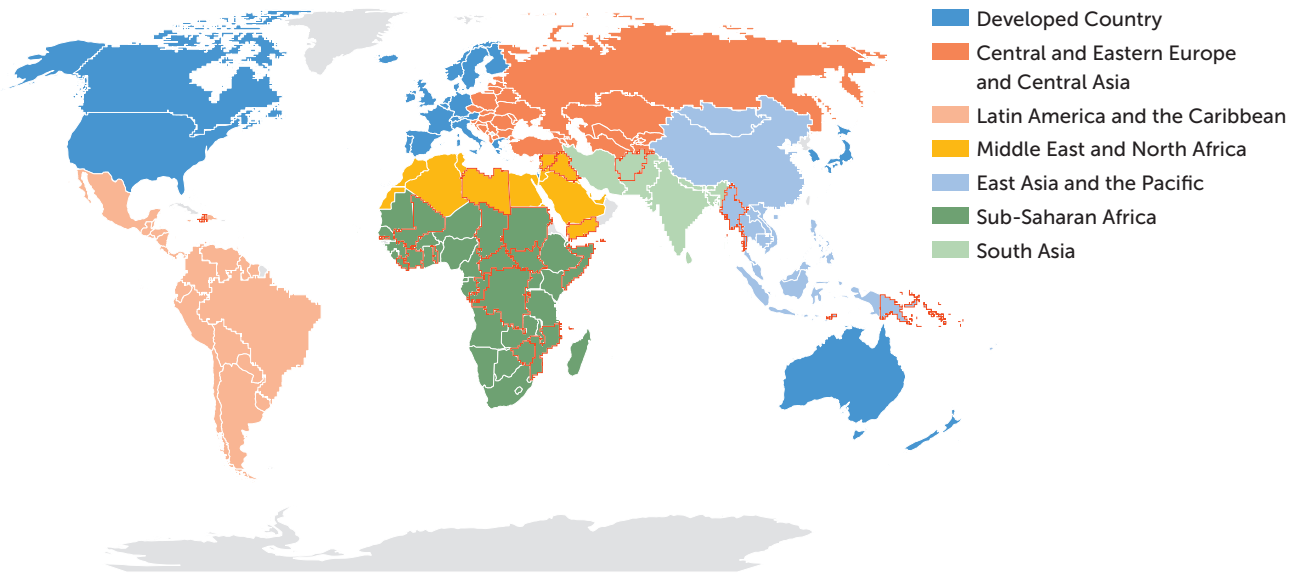 Developed Country
Central and Eastern Europe
and Central Asia
Latin America and the Caribbean
Middle East and North Africa
East Asia and the Pacific
Sub-Saharan Africa
South Asia